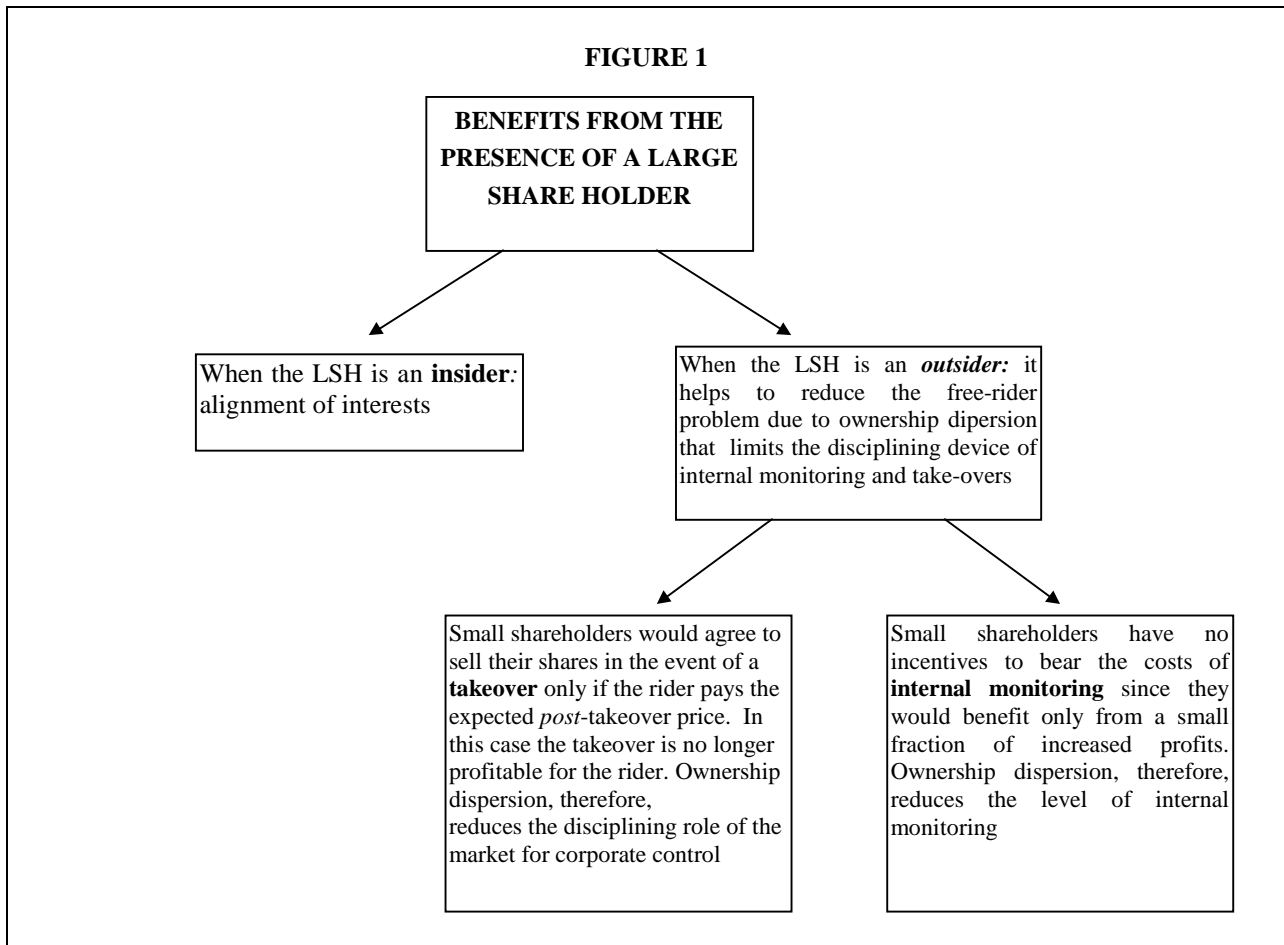 FIGURE 1
BENEFITS FROM THE
PRESENCE OF A LARGE
SHARE HOLDER
When the LSH is an insider:
alignment of interests
When the LSH is an outsider: it
helps to reduce the free-rider
problem due to ownership dipersion
that limits the disciplining device of
internal monitoring and take-overs
Small shareholders would agree to
sell their shares in the event of a
takeover only if the rider pays the
expected post-takeover price. In
this case the takeover is no longer
profitable for the rider. Ownership
dispersion, therefore,
reduces the disciplining role of the
market for corporate control
Small shareholders have no
incentives to bear the costs of
internal monitoring since they
would benefit only from a small
fraction of increased profits.
Ownership dispersion, therefore,
reduces the level of internal
monitoring